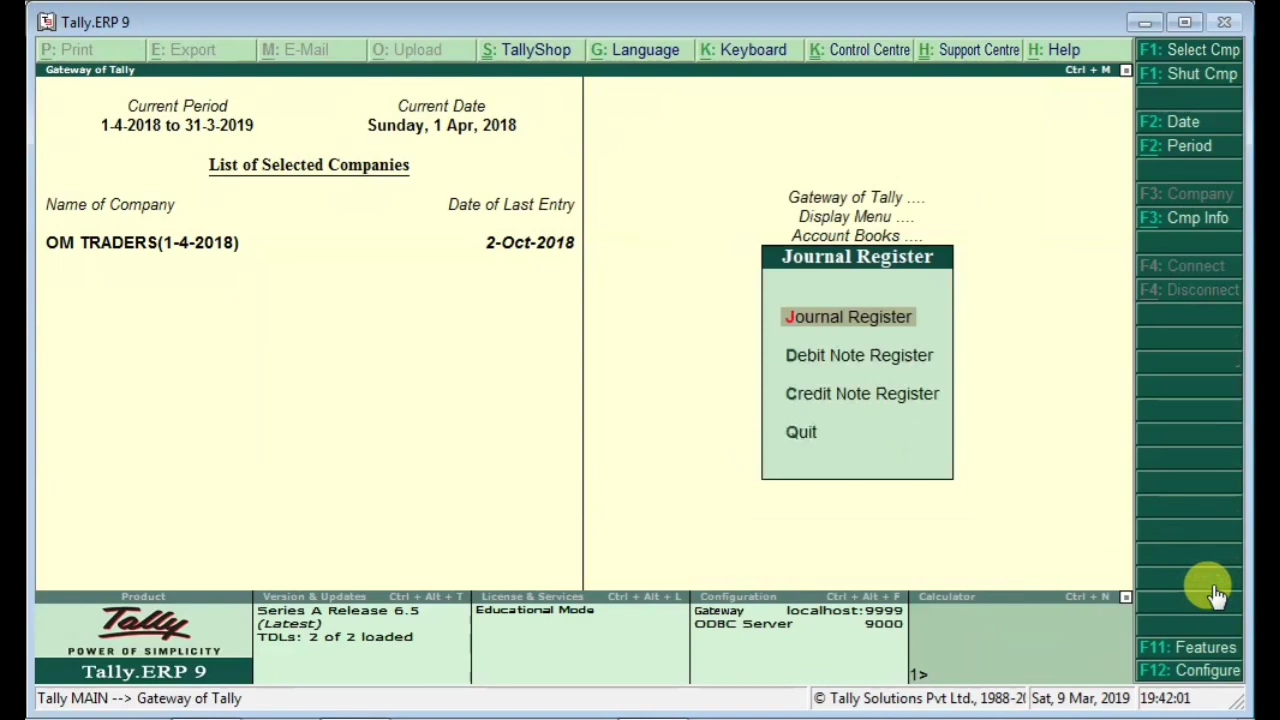 Tally.ERP 9
P: Print E: Export M: E-Mail O: Upload S: TallyShop G: Language K: Keyboard K: Control Centre H: Support Centre H: Help F1: Select Cmp
Gateway of Tally Ctrl + M
F1: Shut Cmp
Current Period Current Date
1-4-2018 to 31-3-2019 Sunday, 1 Apr, 2018
F2: Date
F2: Period
List of Selected Companies
Name of Company Date of Last Entry
OM TRADERS(1-4-2018) 2-Oct-2018
Gateway of Tally ....
Display Menu ....
Account Books ....
Journal Register
Journal Register
Debit Note Register
Credit Note Register
Quit
F3: Company
F3: Cmp Info
F4: Connect
F4: Disconnect
F11: Features
F12: Configure
Product
Tally
POWER OF SIMPLICITY
Tally.ERP 9
Version & Updates Ctrl + Alt + T
Series A Release 6.5
(Latest)
TDLs: 2 of 2 loaded
License & Services Ctrl + Alt + L
Educational Mode
Configuration Ctrl + Alt + F
Gateway localhost:9999
ODBC Server 9000
Calculator Ctrl + N
1>
Tally MAIN --> Gateway of Tally © Tally Solutions Pvt Ltd., 1988-20 Sat, 9 Mar, 2019 19:42:01